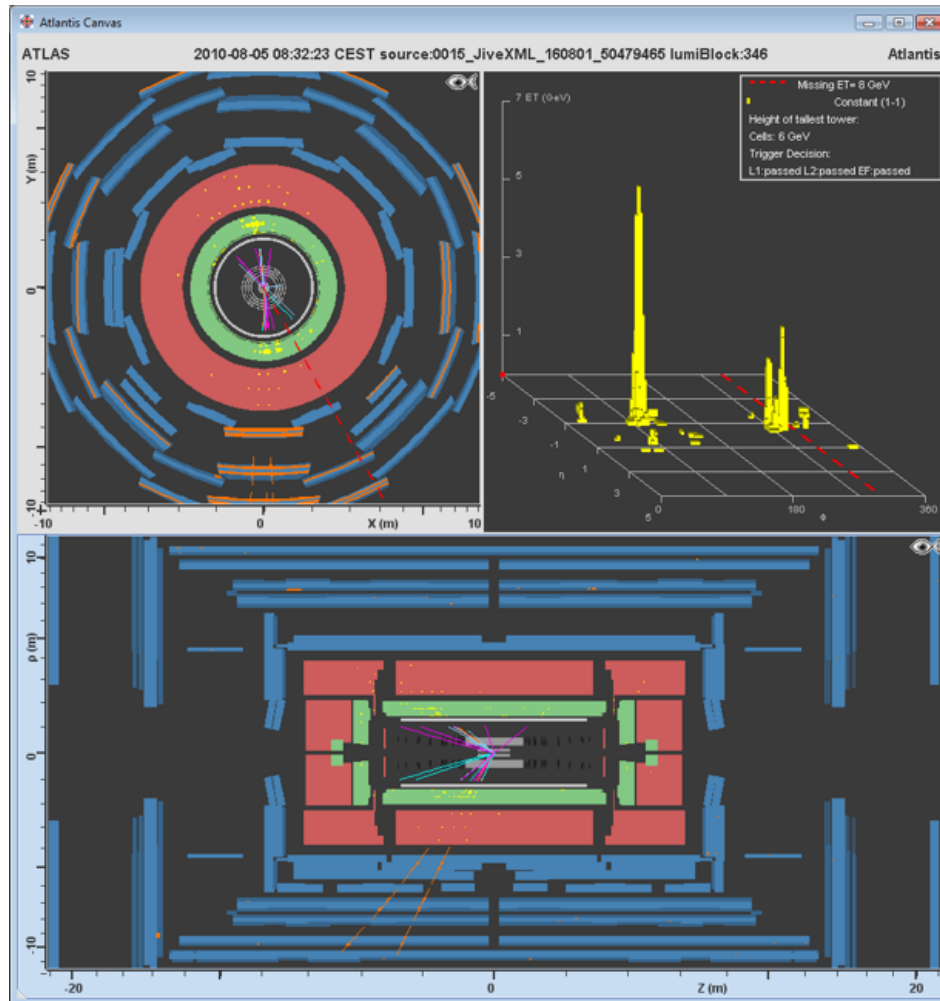 Atlantis Canvas
ATLAS 2010-08-05 08:32:23 CEST source:0015_JiveXML_160801_50479465 lumiBlock:346 Atlantis
10
Y (m)
0
-10
-10 0 X (m) 10
7 ET (GeV)
5
3
1
-5
-3
-1
η
1
3
5
0 180 Φ 360
Missing ET= 8 GeV
Constant (1-1)
Height of tallest tower:
Cells: 6 GeV
Trigger Decision:
L1:passed L2:passed EF:passed
10
ρ (m)
0
-10
-20 0 Z (m) 20